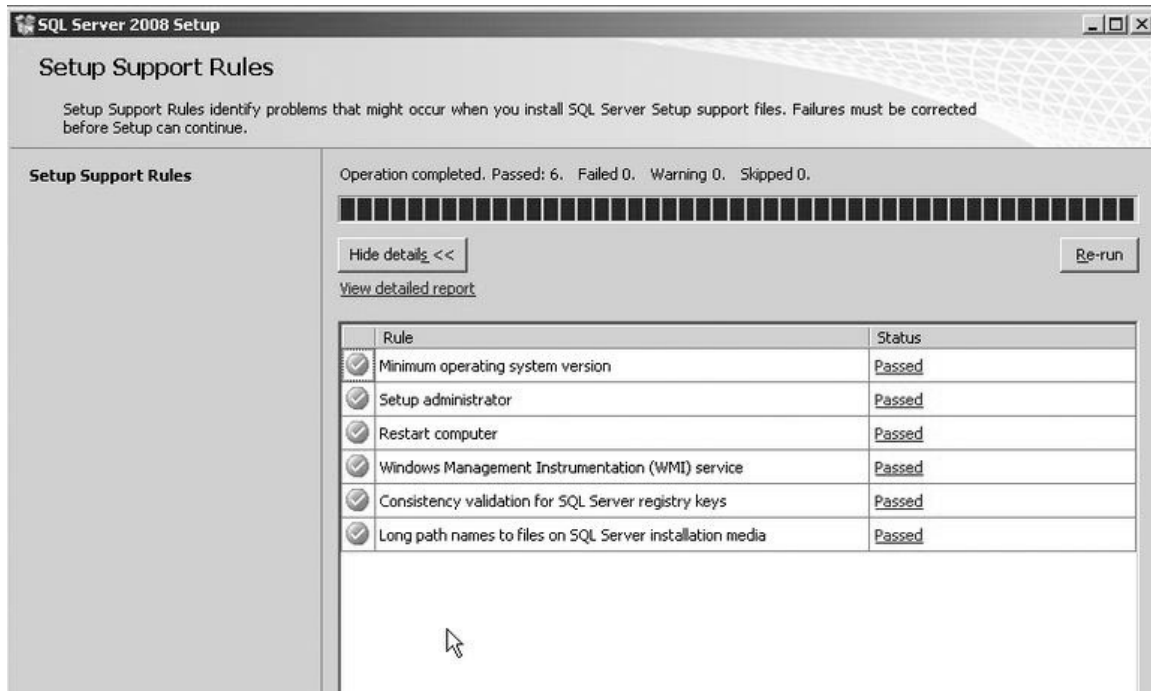 SQL Server 2008 Setup
Setup Support Rules
Setup Support Rules identify problems that might occur when you install SQL Server Setup support files. Failures must be corrected
before Setup can continue.
Setup Support Rules
Operation completed. Passed: 6. Failed 0. Warning 0. Skipped 0.
Hide details <<
Re-run
View detailed report
Rule Status
Minimum operating system version Passed
Setup administrator Passed
Restart computer Passed
Windows Management Instrumentation (WMI) service Passed
Consistency validation for SQL Server registry keys Passed
Long path names to files on SQL Server installation media Passed